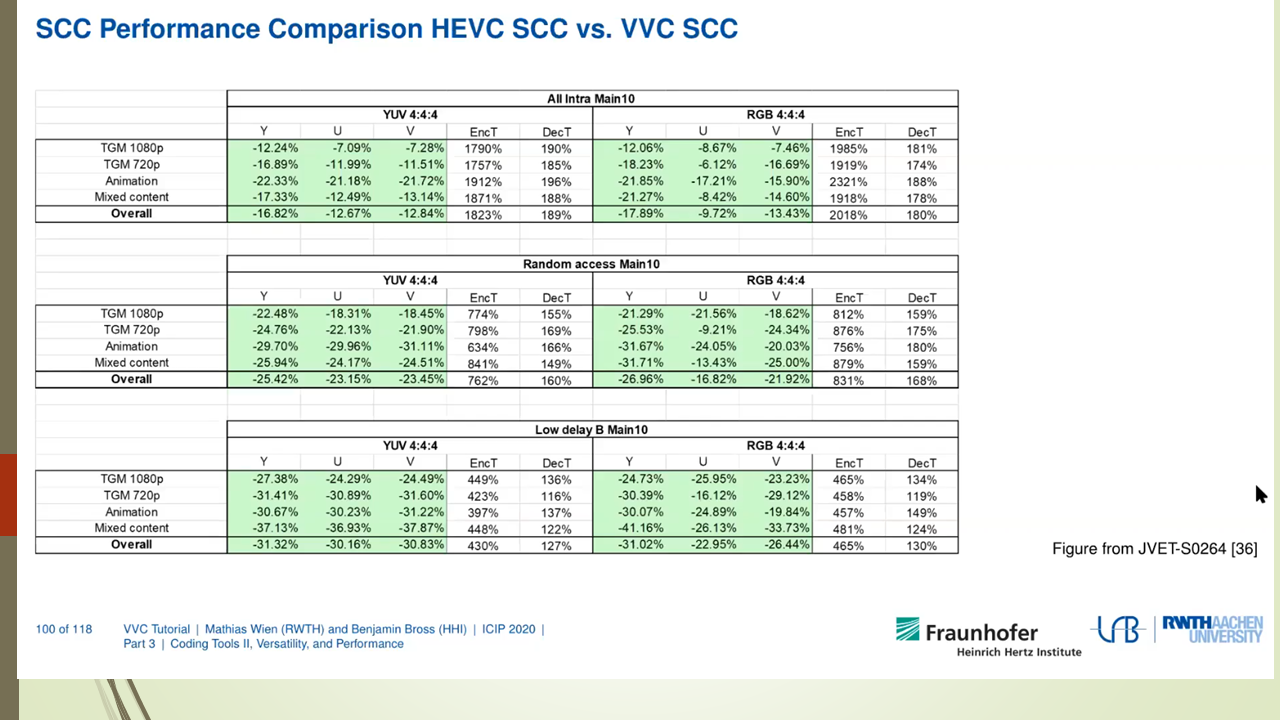 SCC Performance Comparison HEVC SCC vs. VVC SCC
All Intra Main10
YUV 4:4:4 RGB 4:4:4
Y U V EncT DecT Y U V EncT DecT
TGM 1080p -12.24% -7.09% -7.28% 1790% 190% -12.06% -8.67% -7.46% 1985% 181%
TGM 720p -16.89% -11.99% -11.51% 1757% 185% -18.23% -6.12% -16.69% 1919% 174%
Animation -22.33% -21.18% -21.72% 1912% 196% -21.85% -17.21% -15.90% 2321% 188%
Mixed content -17.33% -12.49% -13.14% 1871% 188% -21.27% -8.42% -14.60% 1918% 178%
Overall -16.82% -12.67% -12.84% 1823% 189% -17.89% -9.72% -13.43% 2018% 180%
Random access Main10
YUV 4:4:4 RGB 4:4:4
Y U V EncT DecT Y U V EncT DecT
TGM 1080p -22.48% -18.31% -18.45% 774% 155% -21.29% -21.56% -18.62% 812% 159%
TGM 720p -24.76% -22.13% -21.90% 798% 169% -25.53% -9.21% -24.34% 876% 175%
Animation -29.70% -29.96% -31.11% 634% 166% -31.67% -24.05% -20.03% 756% 180%
Mixed content -25.94% -24.17% -24.51% 841% 149% -31.71% -13.43% -25.00% 879% 159%
Overall -25.42% -23.15% -23.45% 762% 160% -26.96% -16.82% -21.92% 831% 168%
Low delay B Main10
YUV 4:4:4 RGB 4:4:4
Y U V EncT DecT Y U V EncT DecT
TGM 1080p -27.38% -24.29% -24.49% 449% 136% -24.73% -25.95% -23.23% 465% 134%
TGM 720p -31.41% -30.89% -31.60% 423% 116% -30.39% -16.12% -29.12% 458% 119%
Animation -30.67% -30.23% -31.22% 397% 137% -30.07% -24.89% -19.84% 457% 149%
Mixed content -37.13% -36.93% -37.87% 448% 122% -41.16% -26.13% -33.73% 481% 124%
Overall -31.32% -30.16% -30.83% 430% 127% -31.02% -22.95% -26.44% 465% 130%
Figure from JVET-S0264 [36]
100 of 118 VVC Tutorial | Mathias Wien (RWTH) and Benjamin Bross (HHI) | ICIP 2020 |
Part 3 | Coding Tools II, Versatility, and Performance
Fraunhofer
Heinrich Hertz Institute
RWTHAACHEN
UNIVERSITY